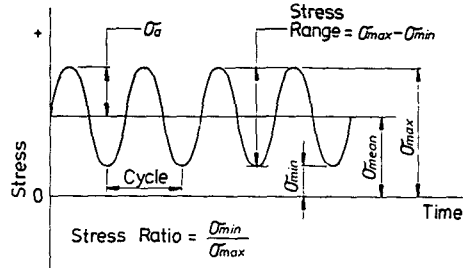 +
σa
Stress
Range = σmax - σmin
Stress
Cycle
σmin
σmean
σmax
0
Time
Stress Ratio = σmin
σmax